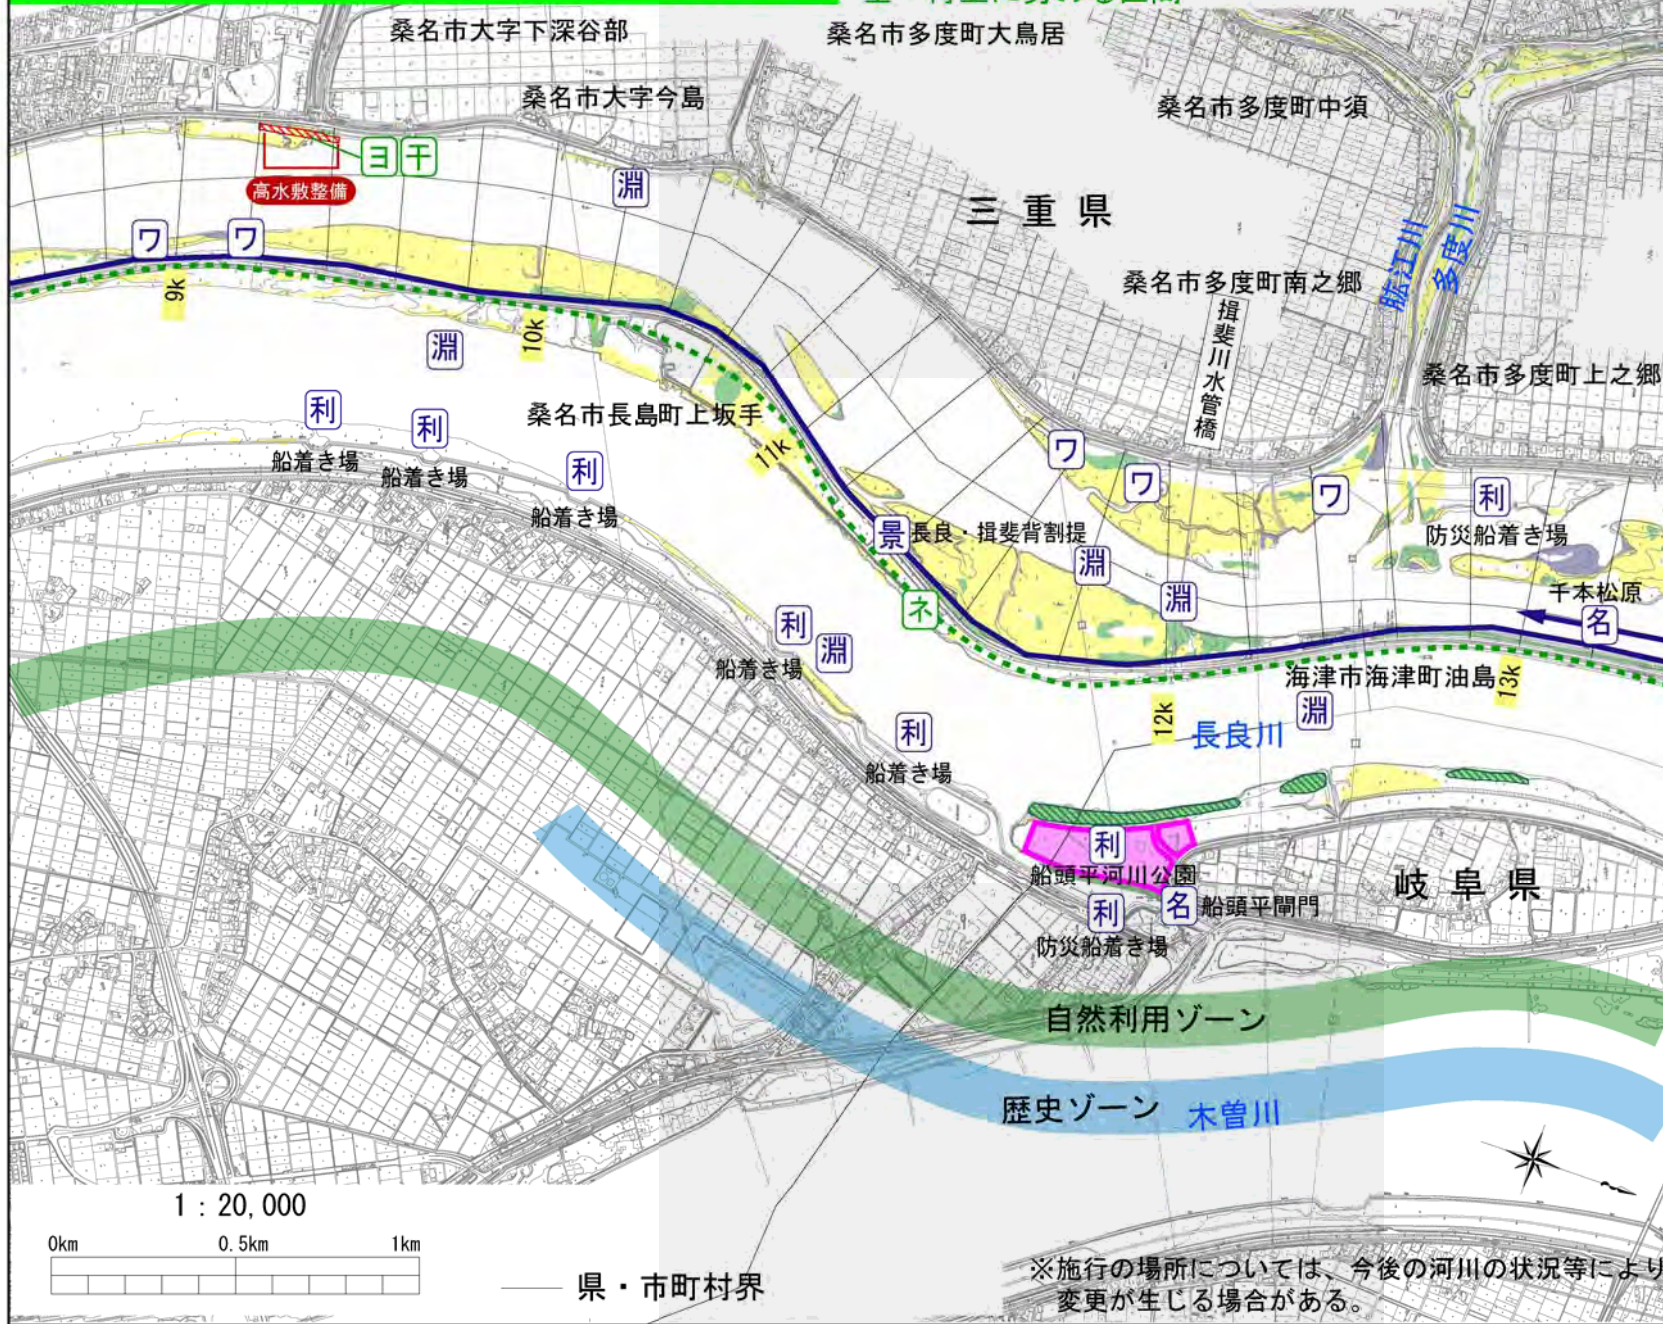 桑名市大字下深谷部
桑名市多度町大鳥居
桑名市大字今島
桑名市多度町中須
ヨ 干
高水敷整備
淵
三重県
ワ
ワ
肱江川
多度川
桑名市多度町南之郷
揖斐川水管橋
9k
10k
淵
桑名市多度町上之郷
利
船着き場
利
船着き場
利
船着き場
桑名市長島町上坂手
11k
ワ
ワ
ワ
利
防災船着き場
景
長良・揖斐背割提
淵
淵
千本松原
名
ネ
利
淵
船着き場
海津市海津町油島
13k
12k
淵
長良川
利
船着き場
利
船頭平河川公園
岐阜県
利
名
船頭平閘門
防災船着き場
自然利用ゾーン
歴史ゾーン
木曽川
1：20,000
0km 0.5km 1km
県・市町村界
※施行の場所については、今後の河川の状況等により
変更が生じる場合がある。